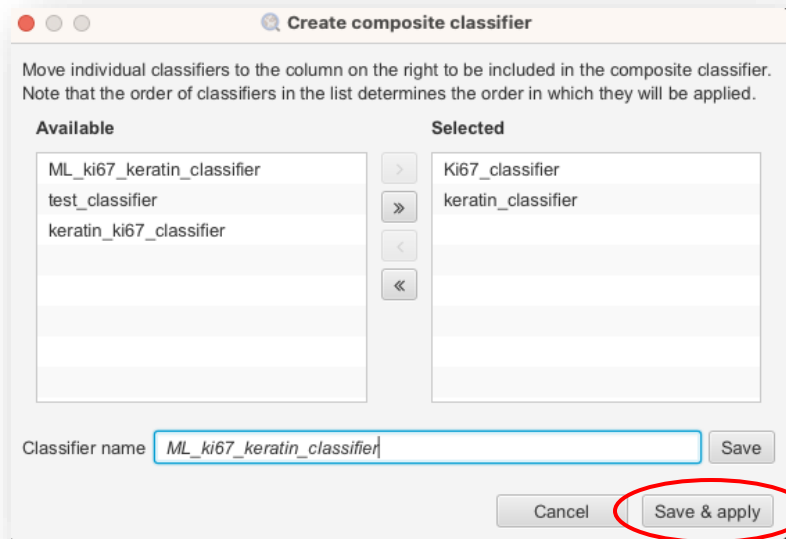 Create composite classifier
Move individual classifiers to the column on the right to be included in the composite classifier.
Note that the order of classifiers in the list determines the order in which they will be applied.
Available
Selected
ML_ki67_keratin_classifier
test_classifier
keratin_ki67_classifier
>
»
<
«
Ki67_classifier
keratin_classifier
Classifier name
ML_ki67_keratin_classifier
Save
Cancel
Save & apply